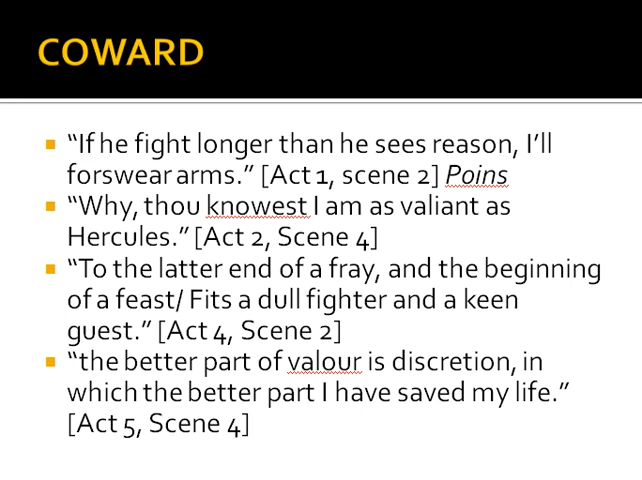 COWARD
“If he fight longer than he sees reason, I’ll
forswear arms.” [Act 1, scene 2] Poins
“Why, thou knowest I am as valiant as
Hercules.” [Act 2, Scene 4]
“To the latter end of a fray, and the beginning
of a feast/ Fits a dull fighter and a keen
guest.” [Act 4, Scene 2]
“the better part of valour is discretion, in
which the better part I have saved my life.”
[Act 5, Scene 4]